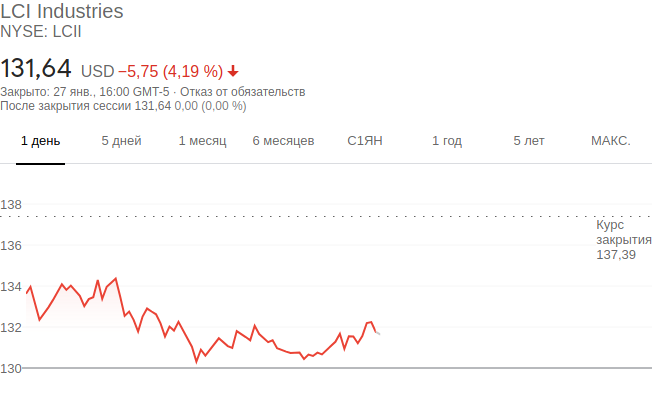 LCI Industries
NYSE: LCII
131,64 USD −5,75 (4,19 %)
Закрыто: 27 янв., 16:00 GMT-5 · Отказ от обязательств
После закрытия сессии 131,64 0,00 (0,00 %)
1 день 5 дней 1 месяц 6 месяцев С1ЯН 1 год 5 лет МАКС.
138
Курс
закрытия
137,39
136
134
132
130